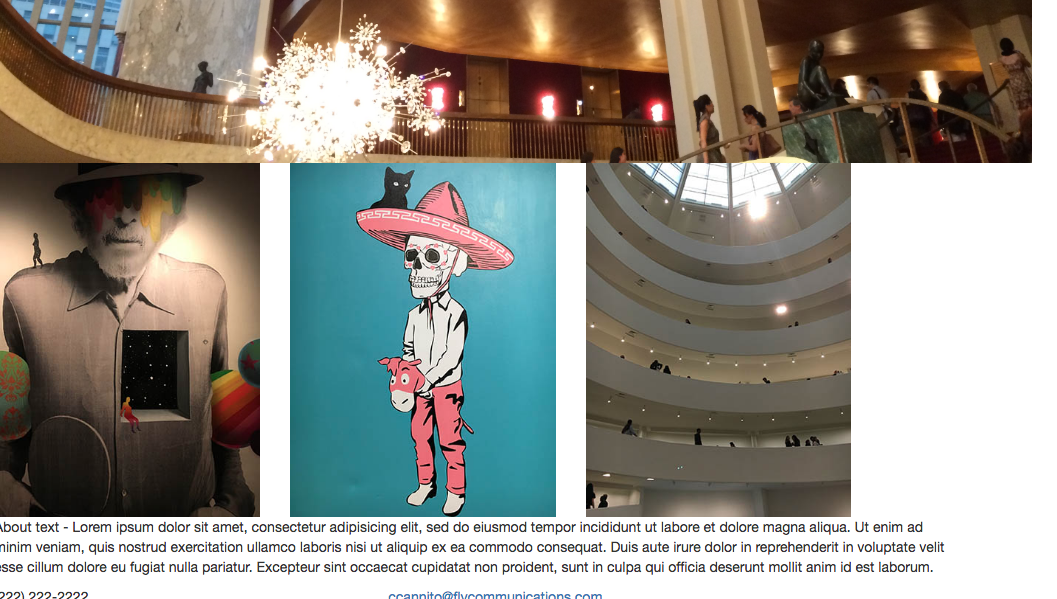 About text - Lorem ipsum dolor sit amet, consectetur adipisicing elit, sed do eiusmod tempor incididunt ut labore et dolore magna aliqua. Ut enim ad
minim veniam, quis nostrud exercitation ullamco laboris nisi ut aliquip ex ea commodo consequat. Duis aute irure dolor in reprehenderit in voluptate velit
esse cillum dolore eu fugiat nulla pariatur. Excepteur sint occaecat cupidatat non proident, sunt in culpa qui officia deserunt mollit anim id est laborum.
222) 222-2222 ccannito@flycommunications.com